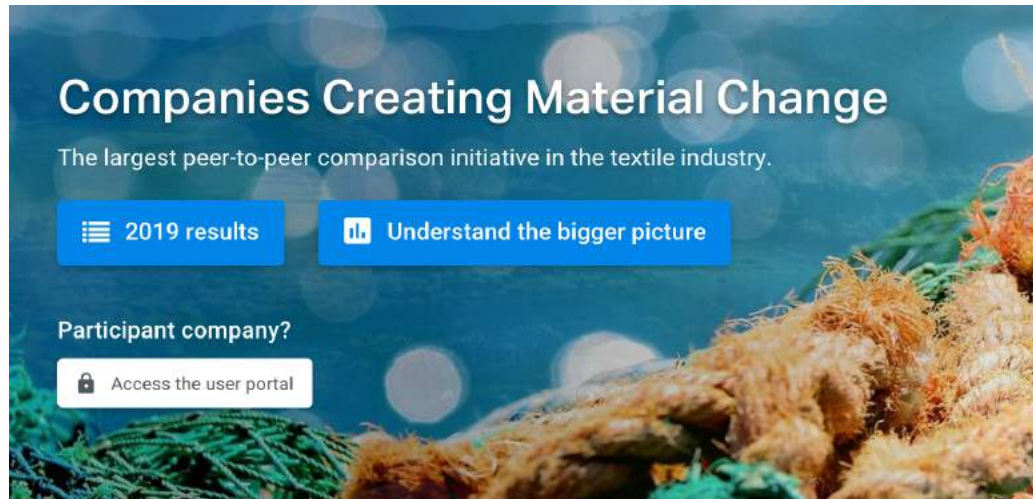 Companies Creating Material Change
The largest peer-to-peer comparison initiative in the textile industry.
2019 results
Understand the bigger picture
Participant company?
Access the user portal